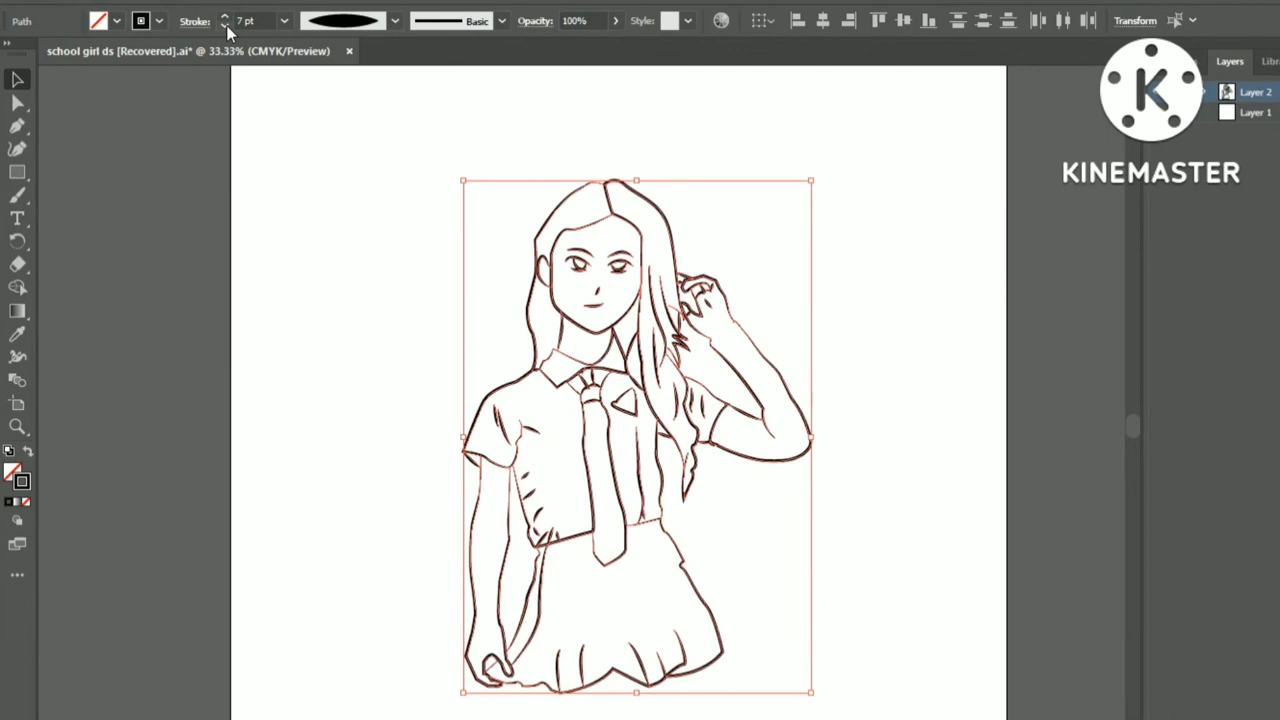 Path
Stroke:
7 pt
Basic
Opacity:
100%
Style:
Transform
school girl ds [Recovered].ai* @ 33.33% (CMYK/Preview)
×
Layers
Libr
Layer 2
Layer 1
K
KINEMASTER